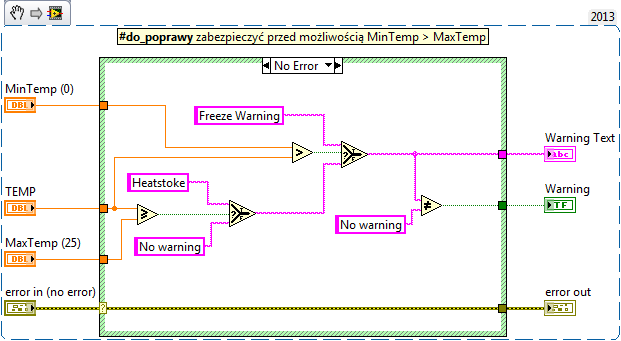 2013
#do_poprawy zabezpieczyć przed możliwością MinTemp > MaxTemp
No Error
MinTemp (0)
DBL
Freeze Warning
>
? T F
Warning Text
abc
Heatstoke
TEMP
DBL
≥
? T F
No warning
No warning
≠
Warning
TF
MaxTemp (25)
DBL
error in (no error)
?
error out